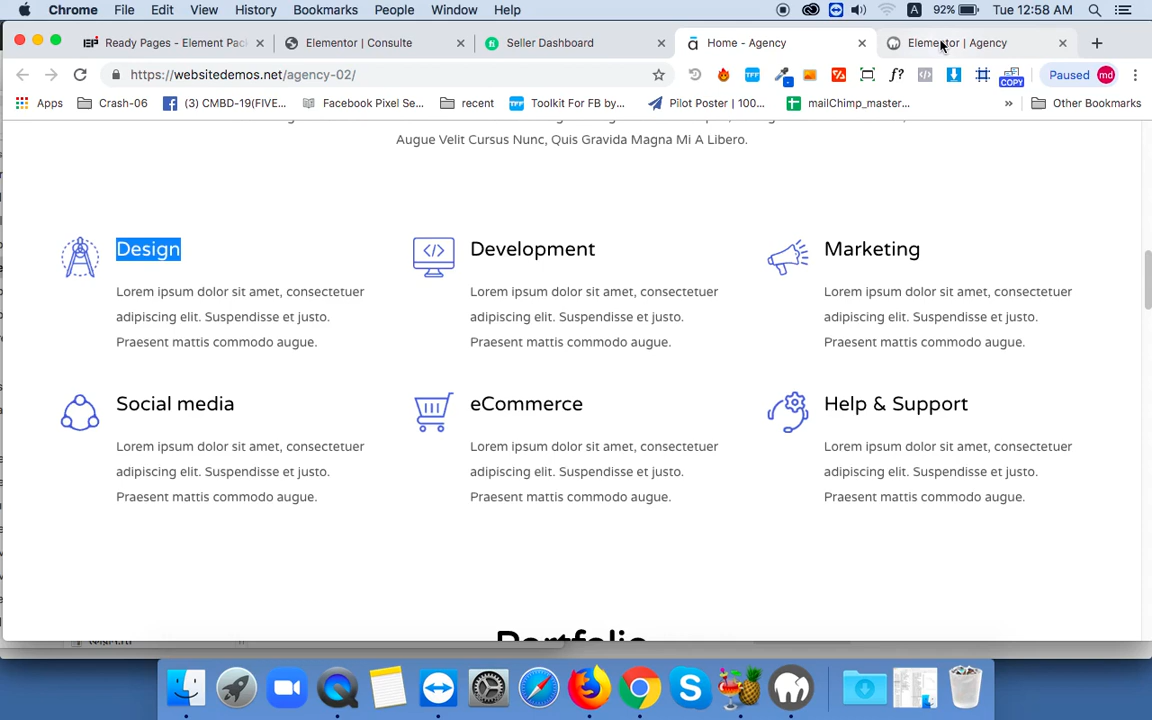 Chrome File Edit View History Bookmarks People Window Help A 92% Tue 12:58 AM
Ready Pages - Element Pac Elementor | Consulte fi Seller Dashboard Home - Agency Elementor | Agency
https://websitedemos.net/agency-02/ TFF f? COPY Paused md
Apps Crash-06 (3) CMBD-19(FIVE... Facebook Pixel Se... recent TFF Toolkit For FB by... Pilot Poster | 100... mailChimp_master... » Other Bookmarks
Augue Velit Cursus Nunc, Quis Gravida Magna Mi A Libero.
Design
Lorem ipsum dolor sit amet, consectetuer
adipiscing elit. Suspendisse et justo.
Praesent mattis commodo augue.
Development
Lorem ipsum dolor sit amet, consectetuer
adipiscing elit. Suspendisse et justo.
Praesent mattis commodo augue.
Marketing
Lorem ipsum dolor sit amet, consectetuer
adipiscing elit. Suspendisse et justo.
Praesent mattis commodo augue.
Social media
Lorem ipsum dolor sit amet, consectetuer
adipiscing elit. Suspendisse et justo.
Praesent mattis commodo augue.
eCommerce
Lorem ipsum dolor sit amet, consectetuer
adipiscing elit. Suspendisse et justo.
Praesent mattis commodo augue.
Help & Support
Lorem ipsum dolor sit amet, consectetuer
adipiscing elit. Suspendisse et justo.
Praesent mattis commodo augue.
Portfolio